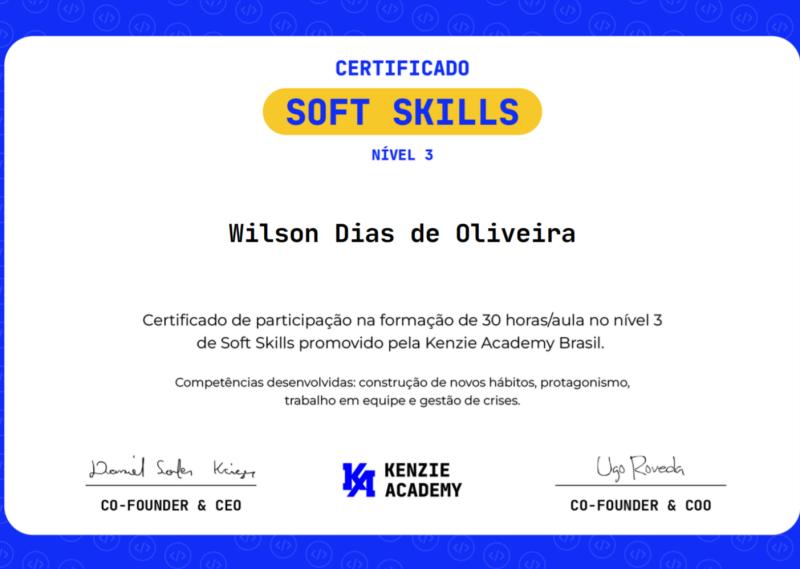 CERTIFICADO
SOFT SKILLS
NÍVEL 3
Wilson Dias de Oliveira
Certificado de participação na formação de 30 horas/aula no nível 3
de Soft Skills promovido pela Kenzie Academy Brasil.
Competências desenvolvidas: construção de novos hábitos, protagonismo,
trabalho em equipe e gestão de crises.
Daniel Kriger
Ugo Roveda
KENZIE
ACADEMY
CO-FOUNDER & CEO
CO-FOUNDER & COO